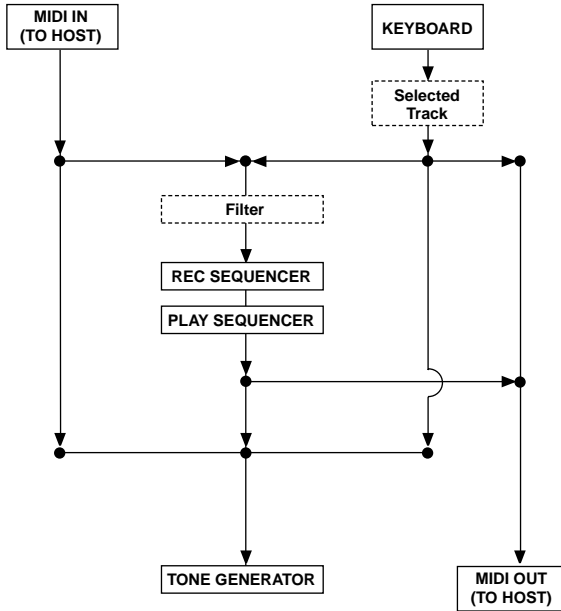 MIDI IN
(TO HOST)
KEYBOARD
Selected
Track
Filter
REC SEQUENCER
PLAY SEQUENCER
TONE GENERATOR
MIDI OUT
(TO HOST)